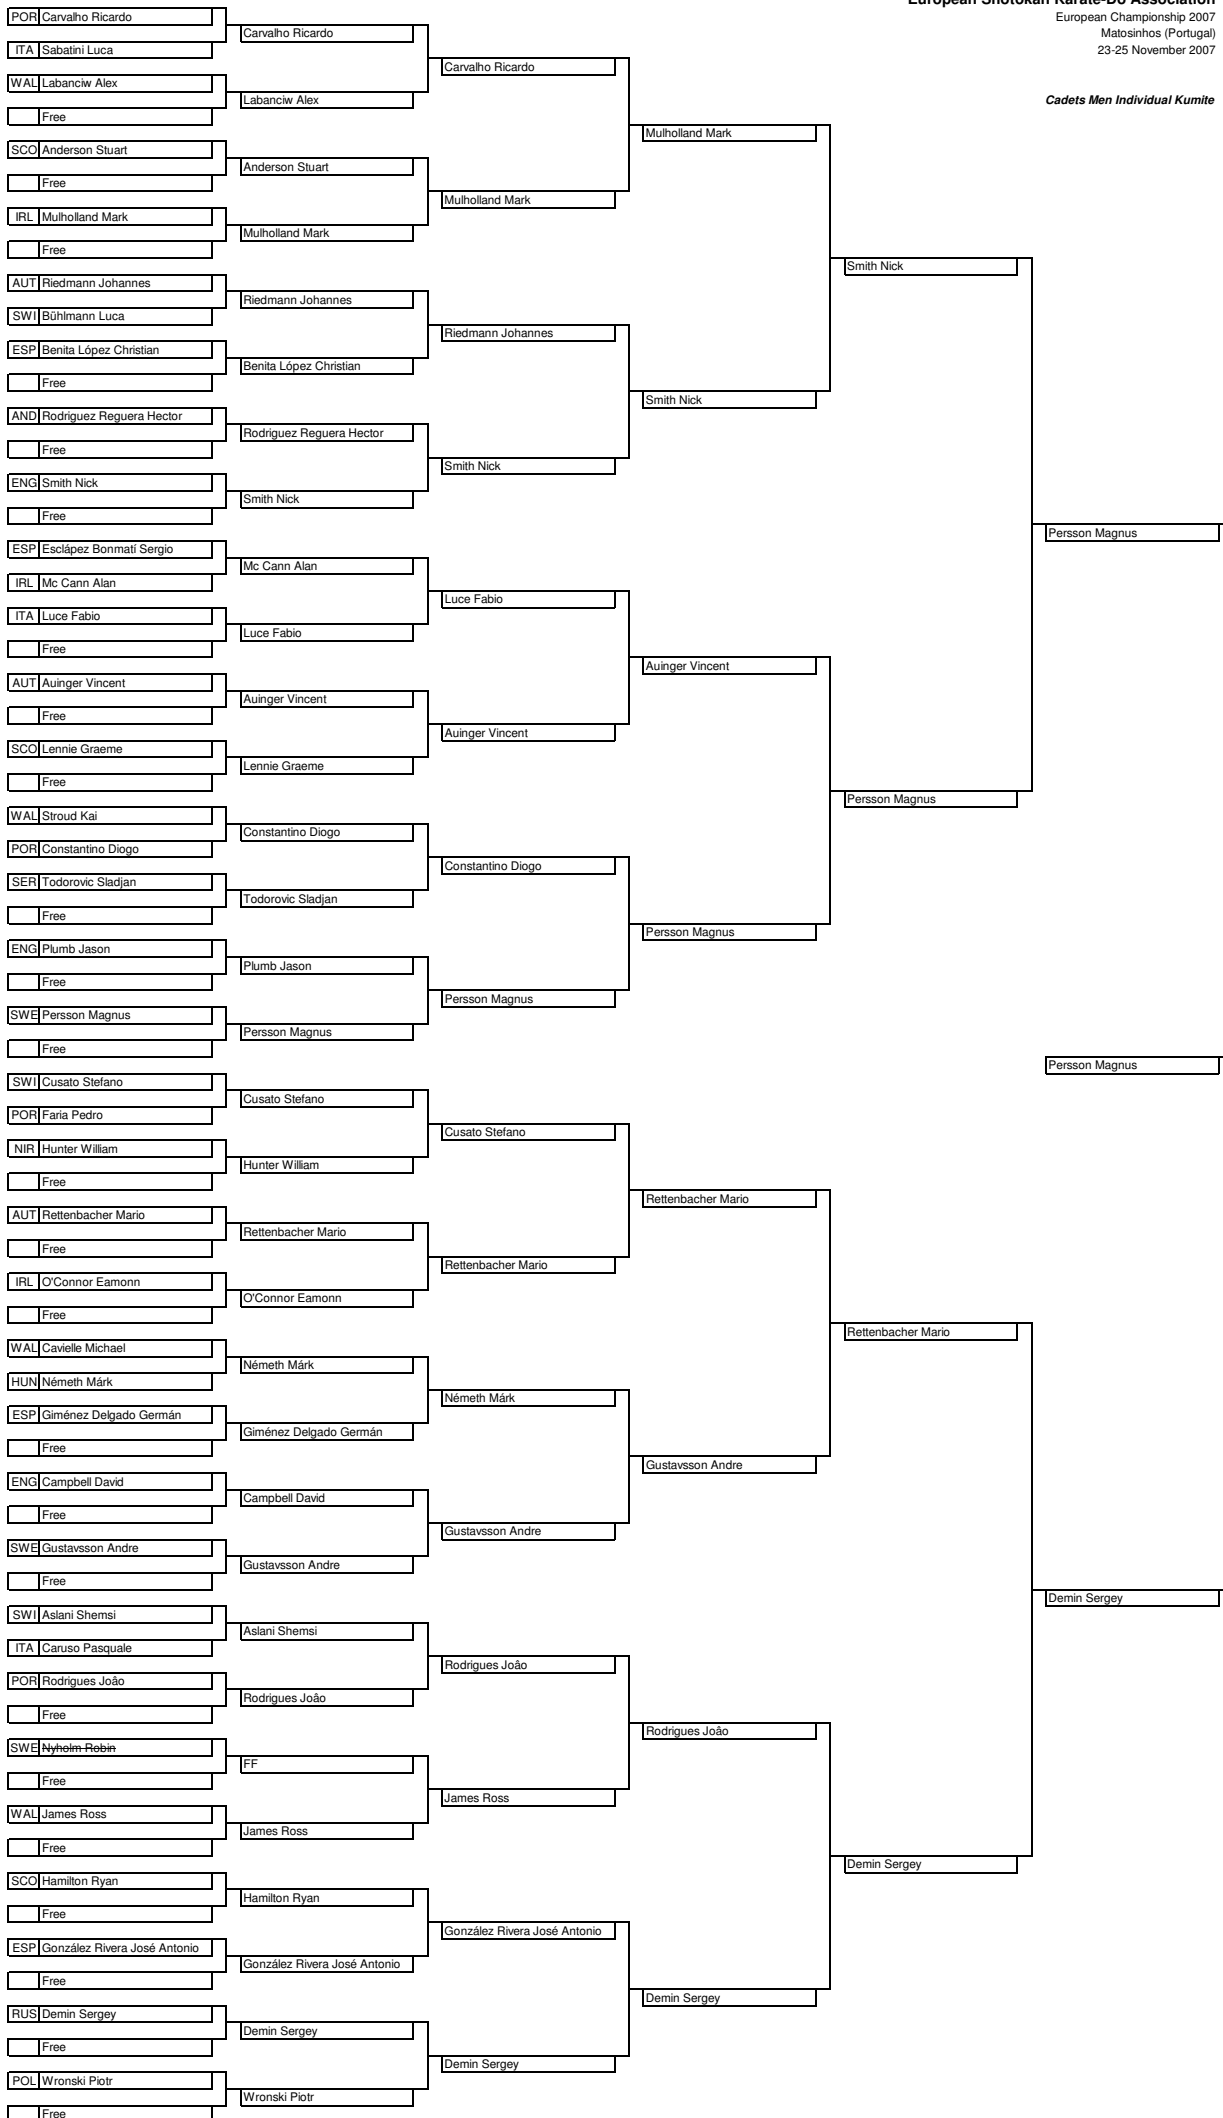 European Shotokan Karate-Do Association
European Championship 2007
Matosinhos (Portugal)
23-25 November 2007
Cadets Men Individual Kumite
POR Carvalho Ricardo
ITA Sabatini Luca
WAL Labanciw Alex
Free
SCO Anderson Stuart
Free
IRL Mulholland Mark
Free
AUT Riedmann Johannes
SWI Bühlmann Luca
ESP Benita López Christian
Free
AND Rodriguez Reguera Hector
Free
ENG Smith Nick
Free
ESP Esclápez Bonmatí Sergio
IRL Mc Cann Alan
ITA Luce Fabio
Free
AUT Auinger Vincent
Free
SCO Lennie Graeme
Free
WAL Stroud Kai
POR Constantino Diogo
SER Todorovic Sladjan
Free
ENG Plumb Jason
Free
SWE Persson Magnus
Free
SWI Cusato Stefano
POR Faria Pedro
NIR Hunter William
Free
AUT Rettenbacher Mario
Free
IRL O'Connor Eamonn
Free
WAL Cavielle Michael
HUN Németh Márk
ESP Giménez Delgado Germán
Free
ENG Campbell David
Free
SWE Gustavsson Andre
Free
SWI Aslani Shemsi
ITA Caruso Pasquale
POR Rodrigues João
Free
SWE Nyholm Robin
Free
WAL James Ross
Free
SCO Hamilton Ryan
Free
ESP González Rivera José Antonio
Free
RUS Demin Sergey
Free
POL Wronski Piotr
Free
Carvalho Ricardo
Labanciw Alex
Anderson Stuart
Mulholland Mark
Riedmann Johannes
Benita López Christian
Rodriguez Reguera Hector
Smith Nick
Mc Cann Alan
Luce Fabio
Auinger Vincent
Lennie Graeme
Constantino Diogo
Todorovic Sladjan
Plumb Jason
Persson Magnus
Cusato Stefano
Hunter William
Rettenbacher Mario
O'Connor Eamonn
Németh Márk
Giménez Delgado Germán
Campbell David
Gustavsson Andre
Aslani Shemsi
Rodrigues João
FF
James Ross
Hamilton Ryan
González Rivera José Antonio
Demin Sergey
Wronski Piotr
Carvalho Ricardo
Mulholland Mark
Riedmann Johannes
Smith Nick
Luce Fabio
Auinger Vincent
Constantino Diogo
Persson Magnus
Cusato Stefano
Rettenbacher Mario
Németh Márk
Gustavsson Andre
Rodrigues João
James Ross
González Rivera José Antonio
Demin Sergey
Mulholland Mark
Smith Nick
Auinger Vincent
Persson Magnus
Rettenbacher Mario
Gustavsson Andre
Rodrigues João
Demin Sergey
Smith Nick
Persson Magnus
Rettenbacher Mario
Demin Sergey
Persson Magnus
Persson Magnus
Demin Sergey